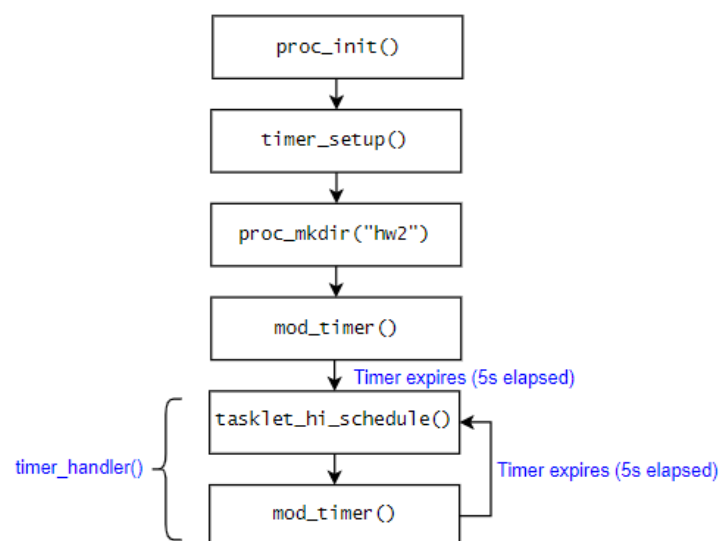 proc_init()
timer_setup()
proc_mkdir("hw2")
mod_timer()
Timer expires (5s elapsed)
tasklet_hi_schedule()
timer_handler()
Timer expires (5s elapsed)
mod_timer()